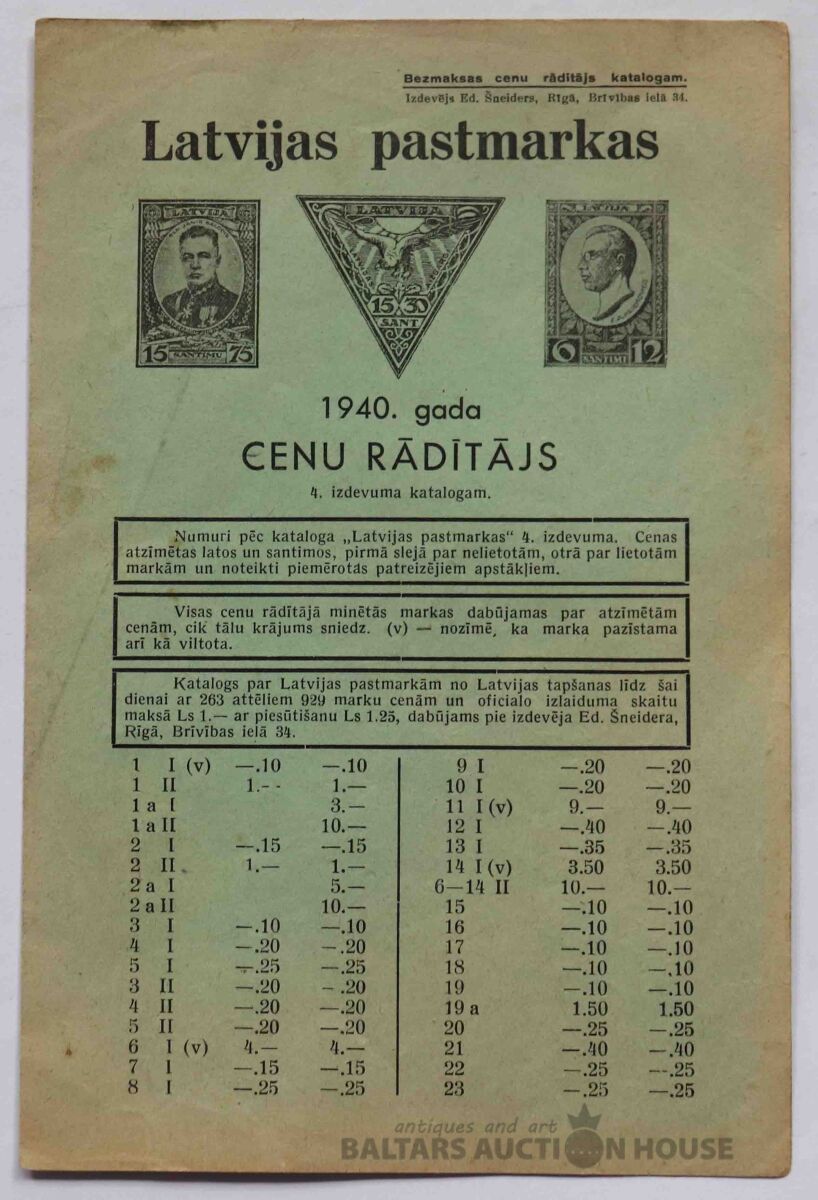 Bezmaksas cenu rādītājs katalogam.
Izdevējs Ed. Šneiders, Rīgā, Brīvības ielā 34.
Latvijas pastmarkas
LATVIJA
15 SANTIMU 75
LATVIJA
15 30
SANT
LATVIJA
6 SANTIMI 12
1940. gada
CENU RĀDĪTĀJS
4. izdevuma katalogam.
Numuri pēc kataloga „Latvijas pastmarkas“ 4. izdevuma. Cenas
atzīmētas latos un santimos, pirmā slejā par nelietotām, otrā par lietotām
markām un noteikti piemērotās patreizējiem apstākļiem.
Visas cenu rādītājā minētās markas dabūjamas par atzīmētām
cenām, cik tālu krājums sniedz. (v) — nozīmē, ka marka pazīstama
arī kā viltota.
Katalogs par Latvijas pastmarkām no Latvijas tapšanas līdz šai
dienai ar 263 attēliem 929 marku cenām un oficialo izlaiduma skaitu
maksā Ls 1.— ar piesūtīšanu Ls 1.25, dabūjams pie izdevēja Ed. Šneidera,
Rīgā, Brīvības ielā 34.
1 I (v) —.10 —.10
1 II 1.-- 1.—
1 a I 3.—
1 a II 10.—
2 I —.15 —.15
2 II 1.— 1.—
2 a I 5.—
2 a II 10.—
3 I —.10 —.10
4 I —.20 —.20
5 I —.25 —.25
3 II —.20 —.20
4 II —.20 —.20
5 II —.20 —.20
6 I (v) 4.— 4.—
7 I —.15 —.15
8 I —.25 —.25
9 I —.20 —.20
10 I —.20 —.20
11 I (v) 9.— 9.—
12 I —.40 —.40
13 I —.35 —.35
14 I (v) 3.50 3.50
6—14 II 10.— 10.—
15 —.10 —.10
16 —.10 —.10
17 —.10 —.10
18 —.10 —.10
19 —.10 —.10
19 a 1.50 1.50
20 —.25 —.25
21 —.40 —.40
22 —.25 —.25
23 —.25 —.25
antiques and art
BALTARS AUCTION HOUSE